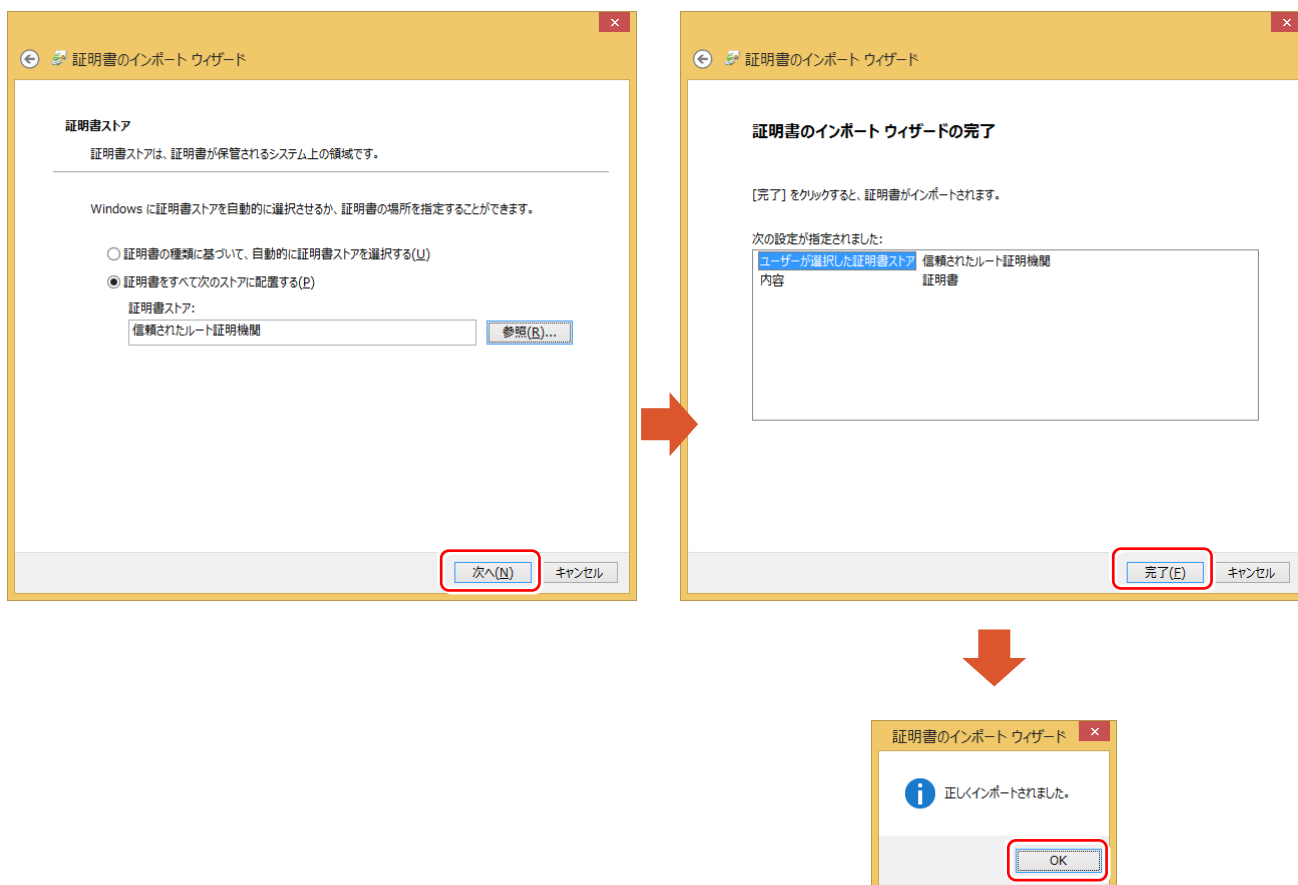 証明書のインポート ウィザード
証明書ストア
証明書ストアは、証明書が保管されるシステム上の領域です。
Windows に証明書ストアを自動的に選択させるか、証明書の場所を指定することができます。
証明書の種類に基づいて、自動的に証明書ストアを選択する(U)
証明書をすべて次のストアに配置する(P)
証明書ストア:
信頼されたルート証明機関
参照(R)...
次へ(N)
キャンセル
証明書のインポート ウィザード
証明書のインポート ウィザードの完了
[完了] をクリックすると、証明書がインポートされます。
次の設定が指定されました:
ユーザーが選択した証明書ストア 信頼されたルート証明機関
内容 証明書
完了(F)
キャンセル
証明書のインポート ウィザード
正しくインポートされました。
OK